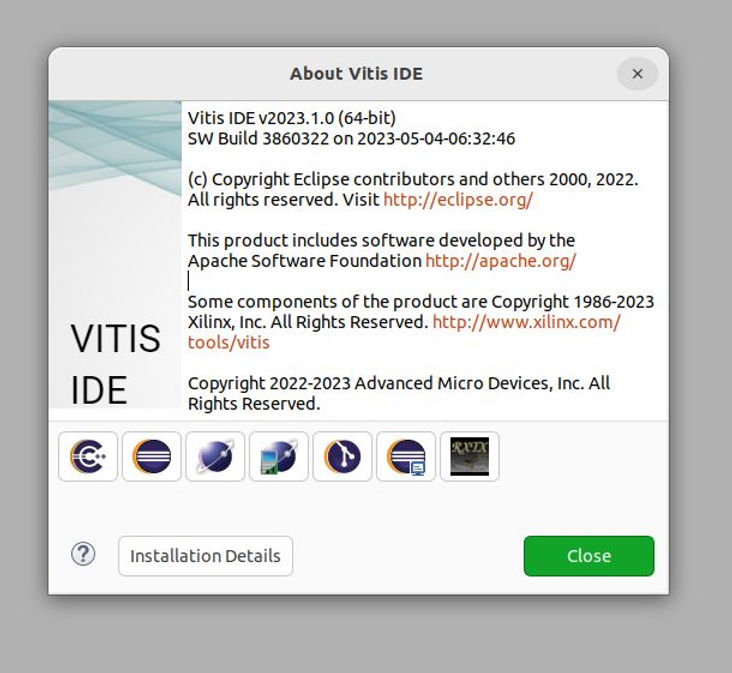 About Vitis IDE
Vitis IDE v2023.1.0 (64-bit)
SW Build 3860322 on 2023-05-04-06:32:46
(c) Copyright Eclipse contributors and others 2000, 2022.
All rights reserved. Visit http://eclipse.org/
This product includes software developed by the
Apache Software Foundation http://apache.org/
Some components of the product are Copyright 1986-2023
Xilinx, Inc. All Rights Reserved. http://www.xilinx.com/
tools/vitis
Copyright 2022-2023 Advanced Micro Devices, Inc. All
Rights Reserved.
VITIS
IDE
RXTX
Installation Details
Close